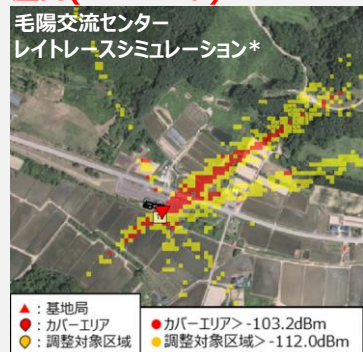 毛陽交流センター
レイトレースシミュレーション*
▲:基地局
:カバーエリア
:調整対象区域
●カバーエリア> -103.2dBm
●調整対象区域> -112.0dBm